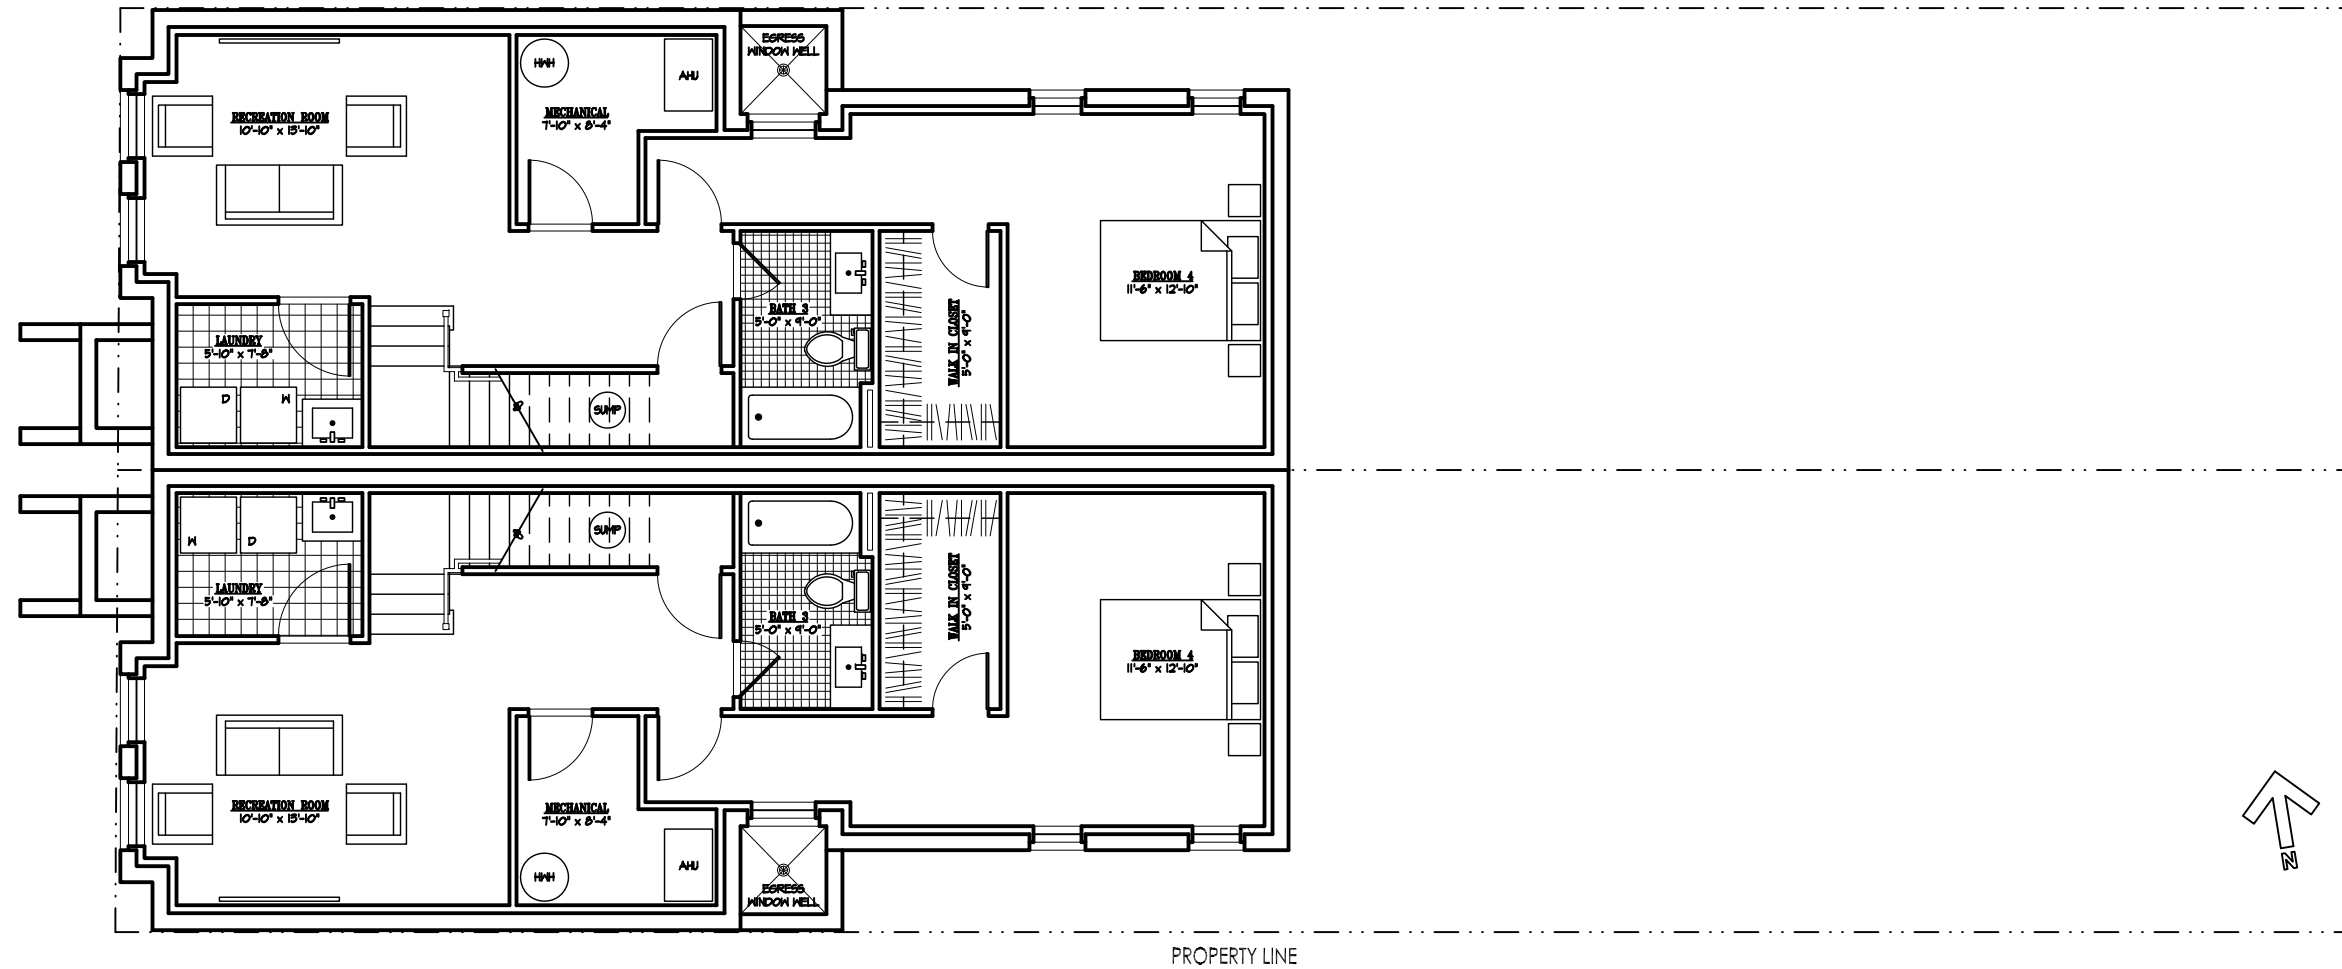 EGRESS
WINDOW WELL
HWH
AHU
RECREATION ROOM
10'-10" x 13'-10"
MECHANICAL
7'-10" x 8'-4"
BEDROOM 4
11'-6" x 12'-10"
BATH 3
5'-0" x 9'-0"
WALK IN CLOSET
5'-0" x 9'-0"
LAUNDRY
5'-10" x 7'-8"
D
W
SUMP
W
D
SUMP
LAUNDRY
5'-10" x 7'-8"
BATH 3
5'-0" x 9'-0"
WALK IN CLOSET
5'-0" x 9'-0"
BEDROOM 4
11'-6" x 12'-10"
RECREATION ROOM
10'-10" x 13'-10"
MECHANICAL
7'-10" x 8'-4"
HWH
AHU
EGRESS
WINDOW WELL
N
PROPERTY LINE